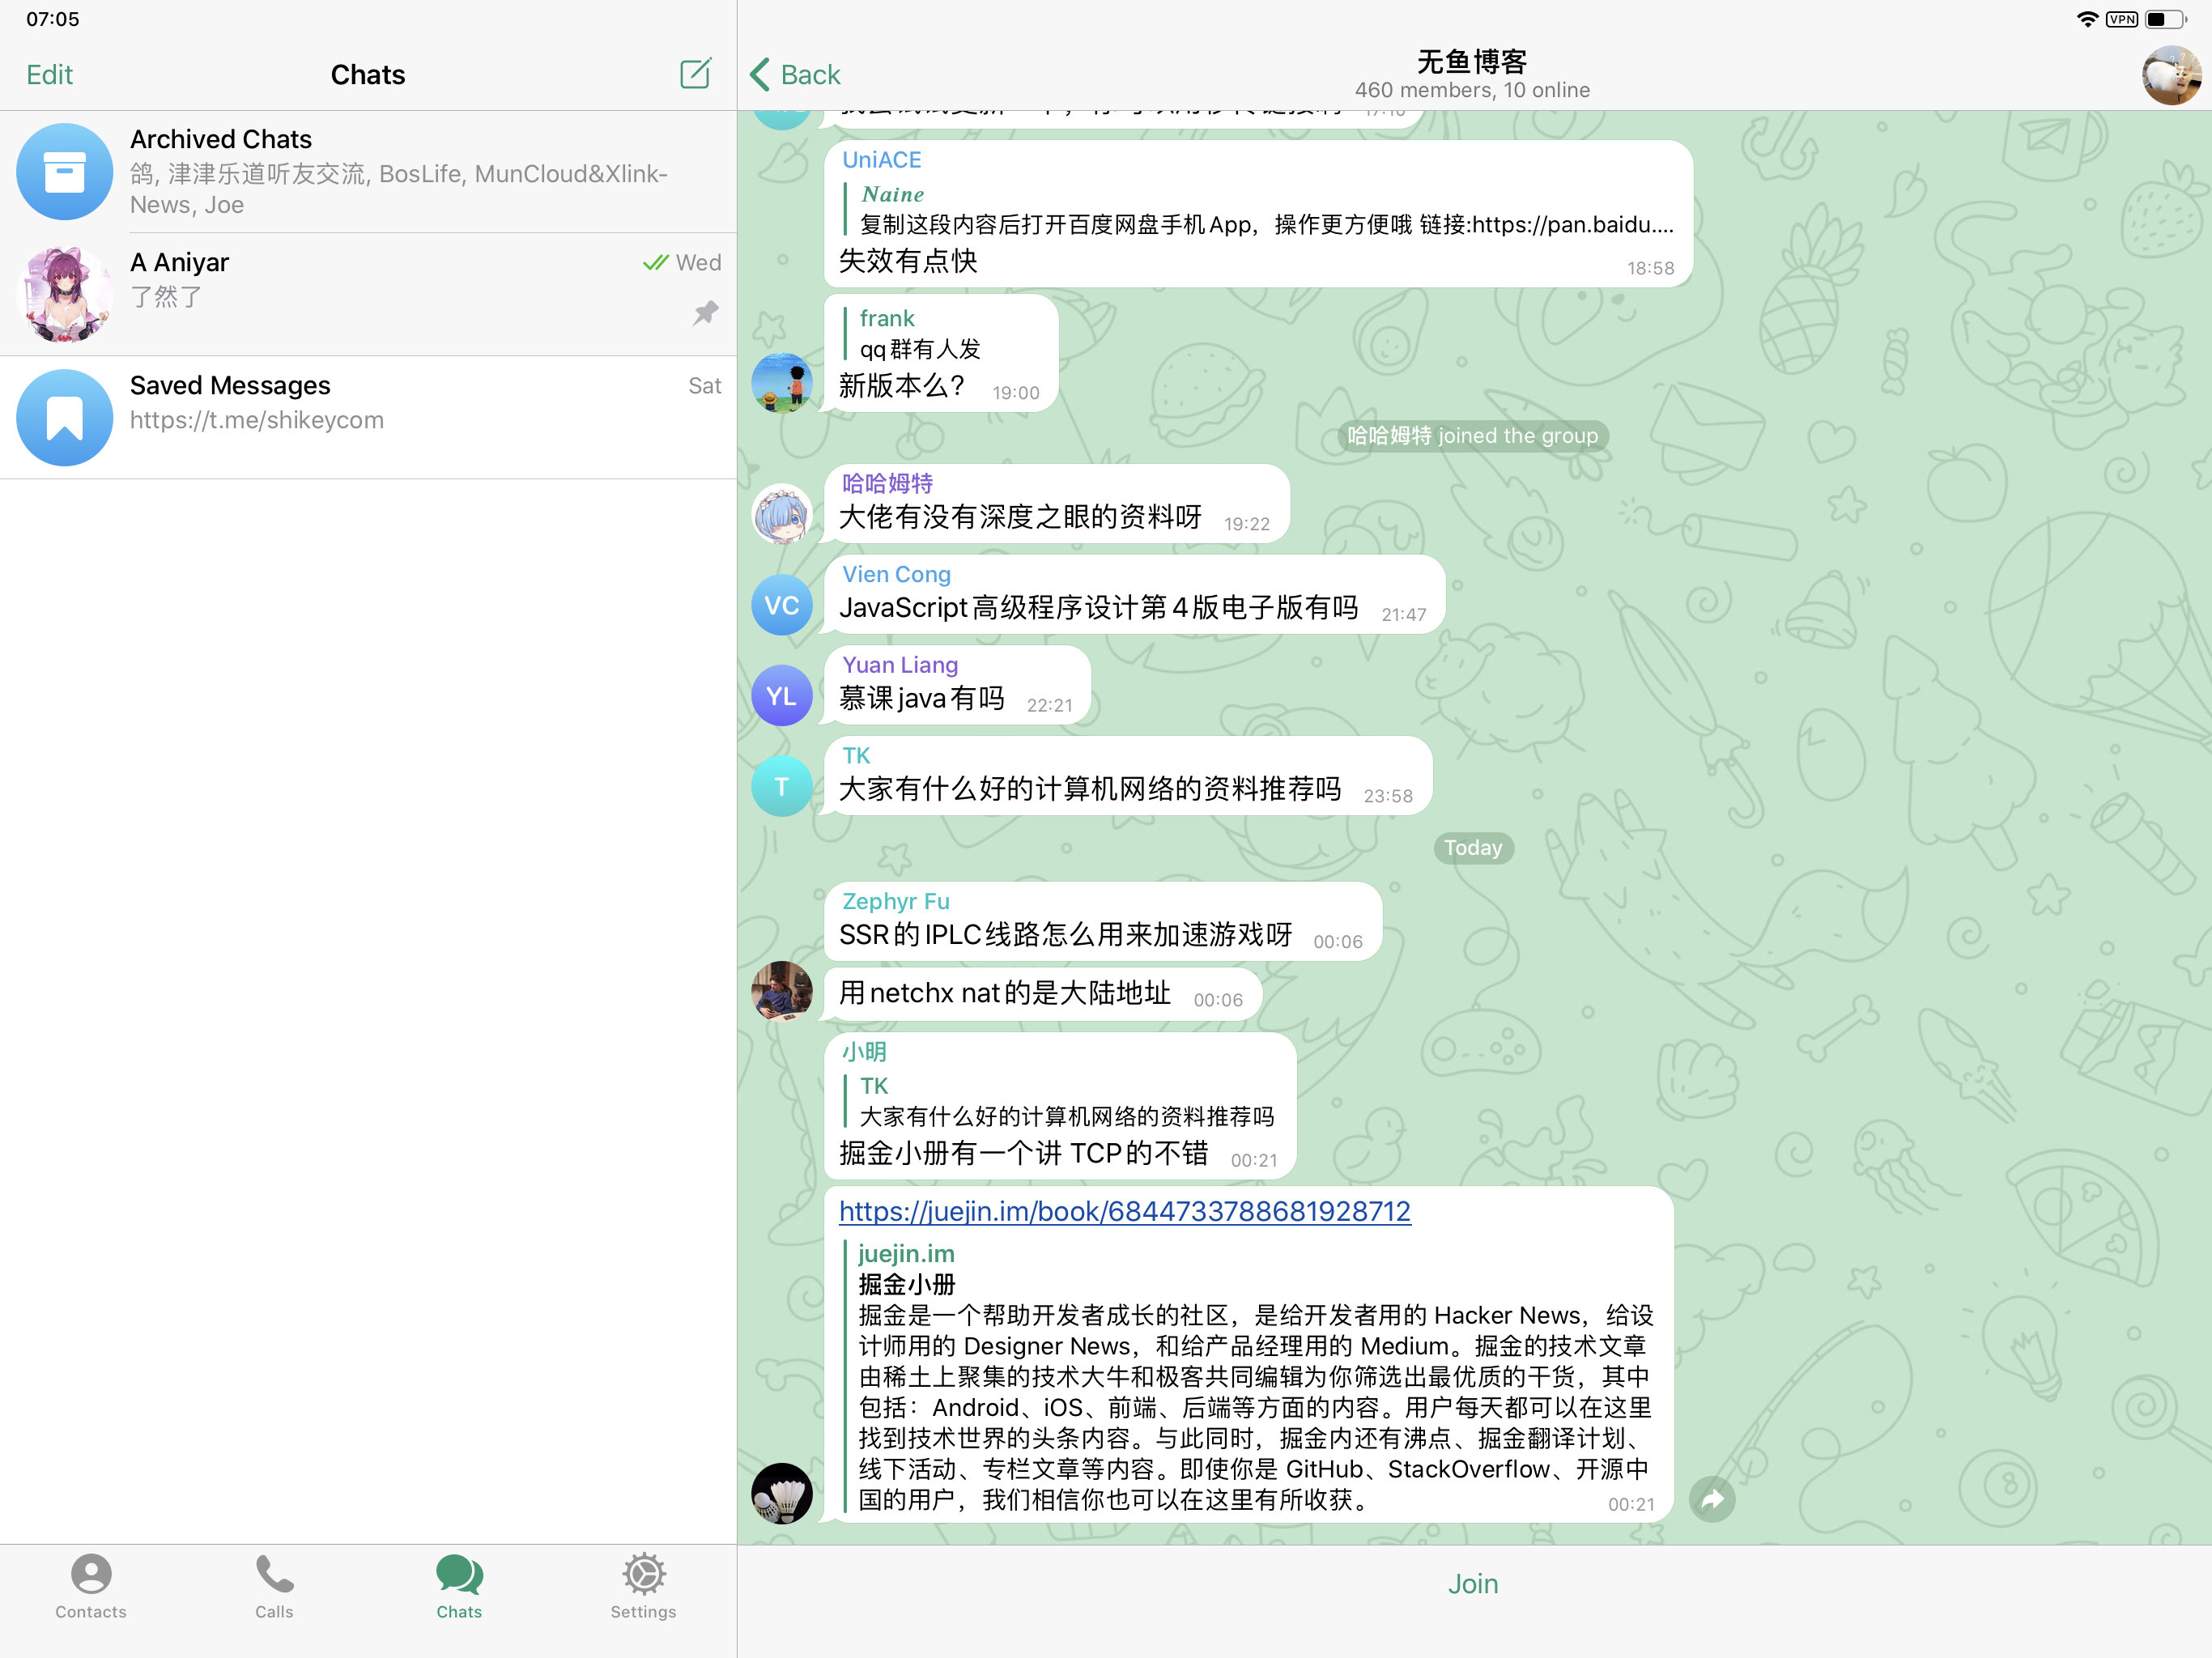 07:05
VPN
Edit
Chats
Archived Chats
鸽, 津津乐道听友交流, BosLife, MunCloud&Xlink-
News, Joe
A Aniyar
Wed
了然了
Saved Messages
Sat
https://t.me/shikeycom
Contacts
Calls
Chats
Settings
Back
无鱼博客
460 members, 10 online
UniACE
Naine
复制这段内容后打开百度网盘手机App，操作更方便哦 链接:https://pan.baidu....
失效有点快
18:58
frank
qq群有人发
新版本么？
19:00
哈哈姆特 joined the group
哈哈姆特
大佬有没有深度之眼的资料呀
19:22
VC
Vien Cong
JavaScript高级程序设计第4版电子版有吗
21:47
YL
Yuan Liang
慕课java有吗
22:21
T
TK
大家有什么好的计算机网络的资料推荐吗
23:58
Today
Zephyr Fu
SSR的IPLC线路怎么用来加速游戏呀
00:06
用netchx nat的是大陆地址
00:06
小明
TK
大家有什么好的计算机网络的资料推荐吗
掘金小册有一个讲 TCP的不错
00:21
https://juejin.im/book/6844733788681928712
juejin.im
掘金小册
掘金是一个帮助开发者成长的社区，是给开发者用的 Hacker News，给设
计师用的 Designer News，和给产品经理用的 Medium。掘金的技术文章
由稀土上聚集的技术大牛和极客共同编辑为你筛选出最优质的干货，其中
包括：Android、iOS、前端、后端等方面的内容。用户每天都可以在这里
找到技术世界的头条内容。与此同时，掘金内还有沸点、掘金翻译计划、
线下活动、专栏文章等内容。即使你是 GitHub、StackOverflow、开源中
国的用户，我们相信你也可以在这里有所收获。
00:21
Join